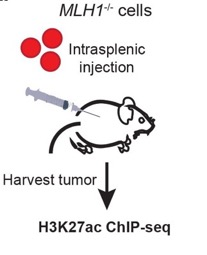 MLH1-/- cells
Intrasplenic
injection
Harvest tumor
H3K27ac ChIP-seq